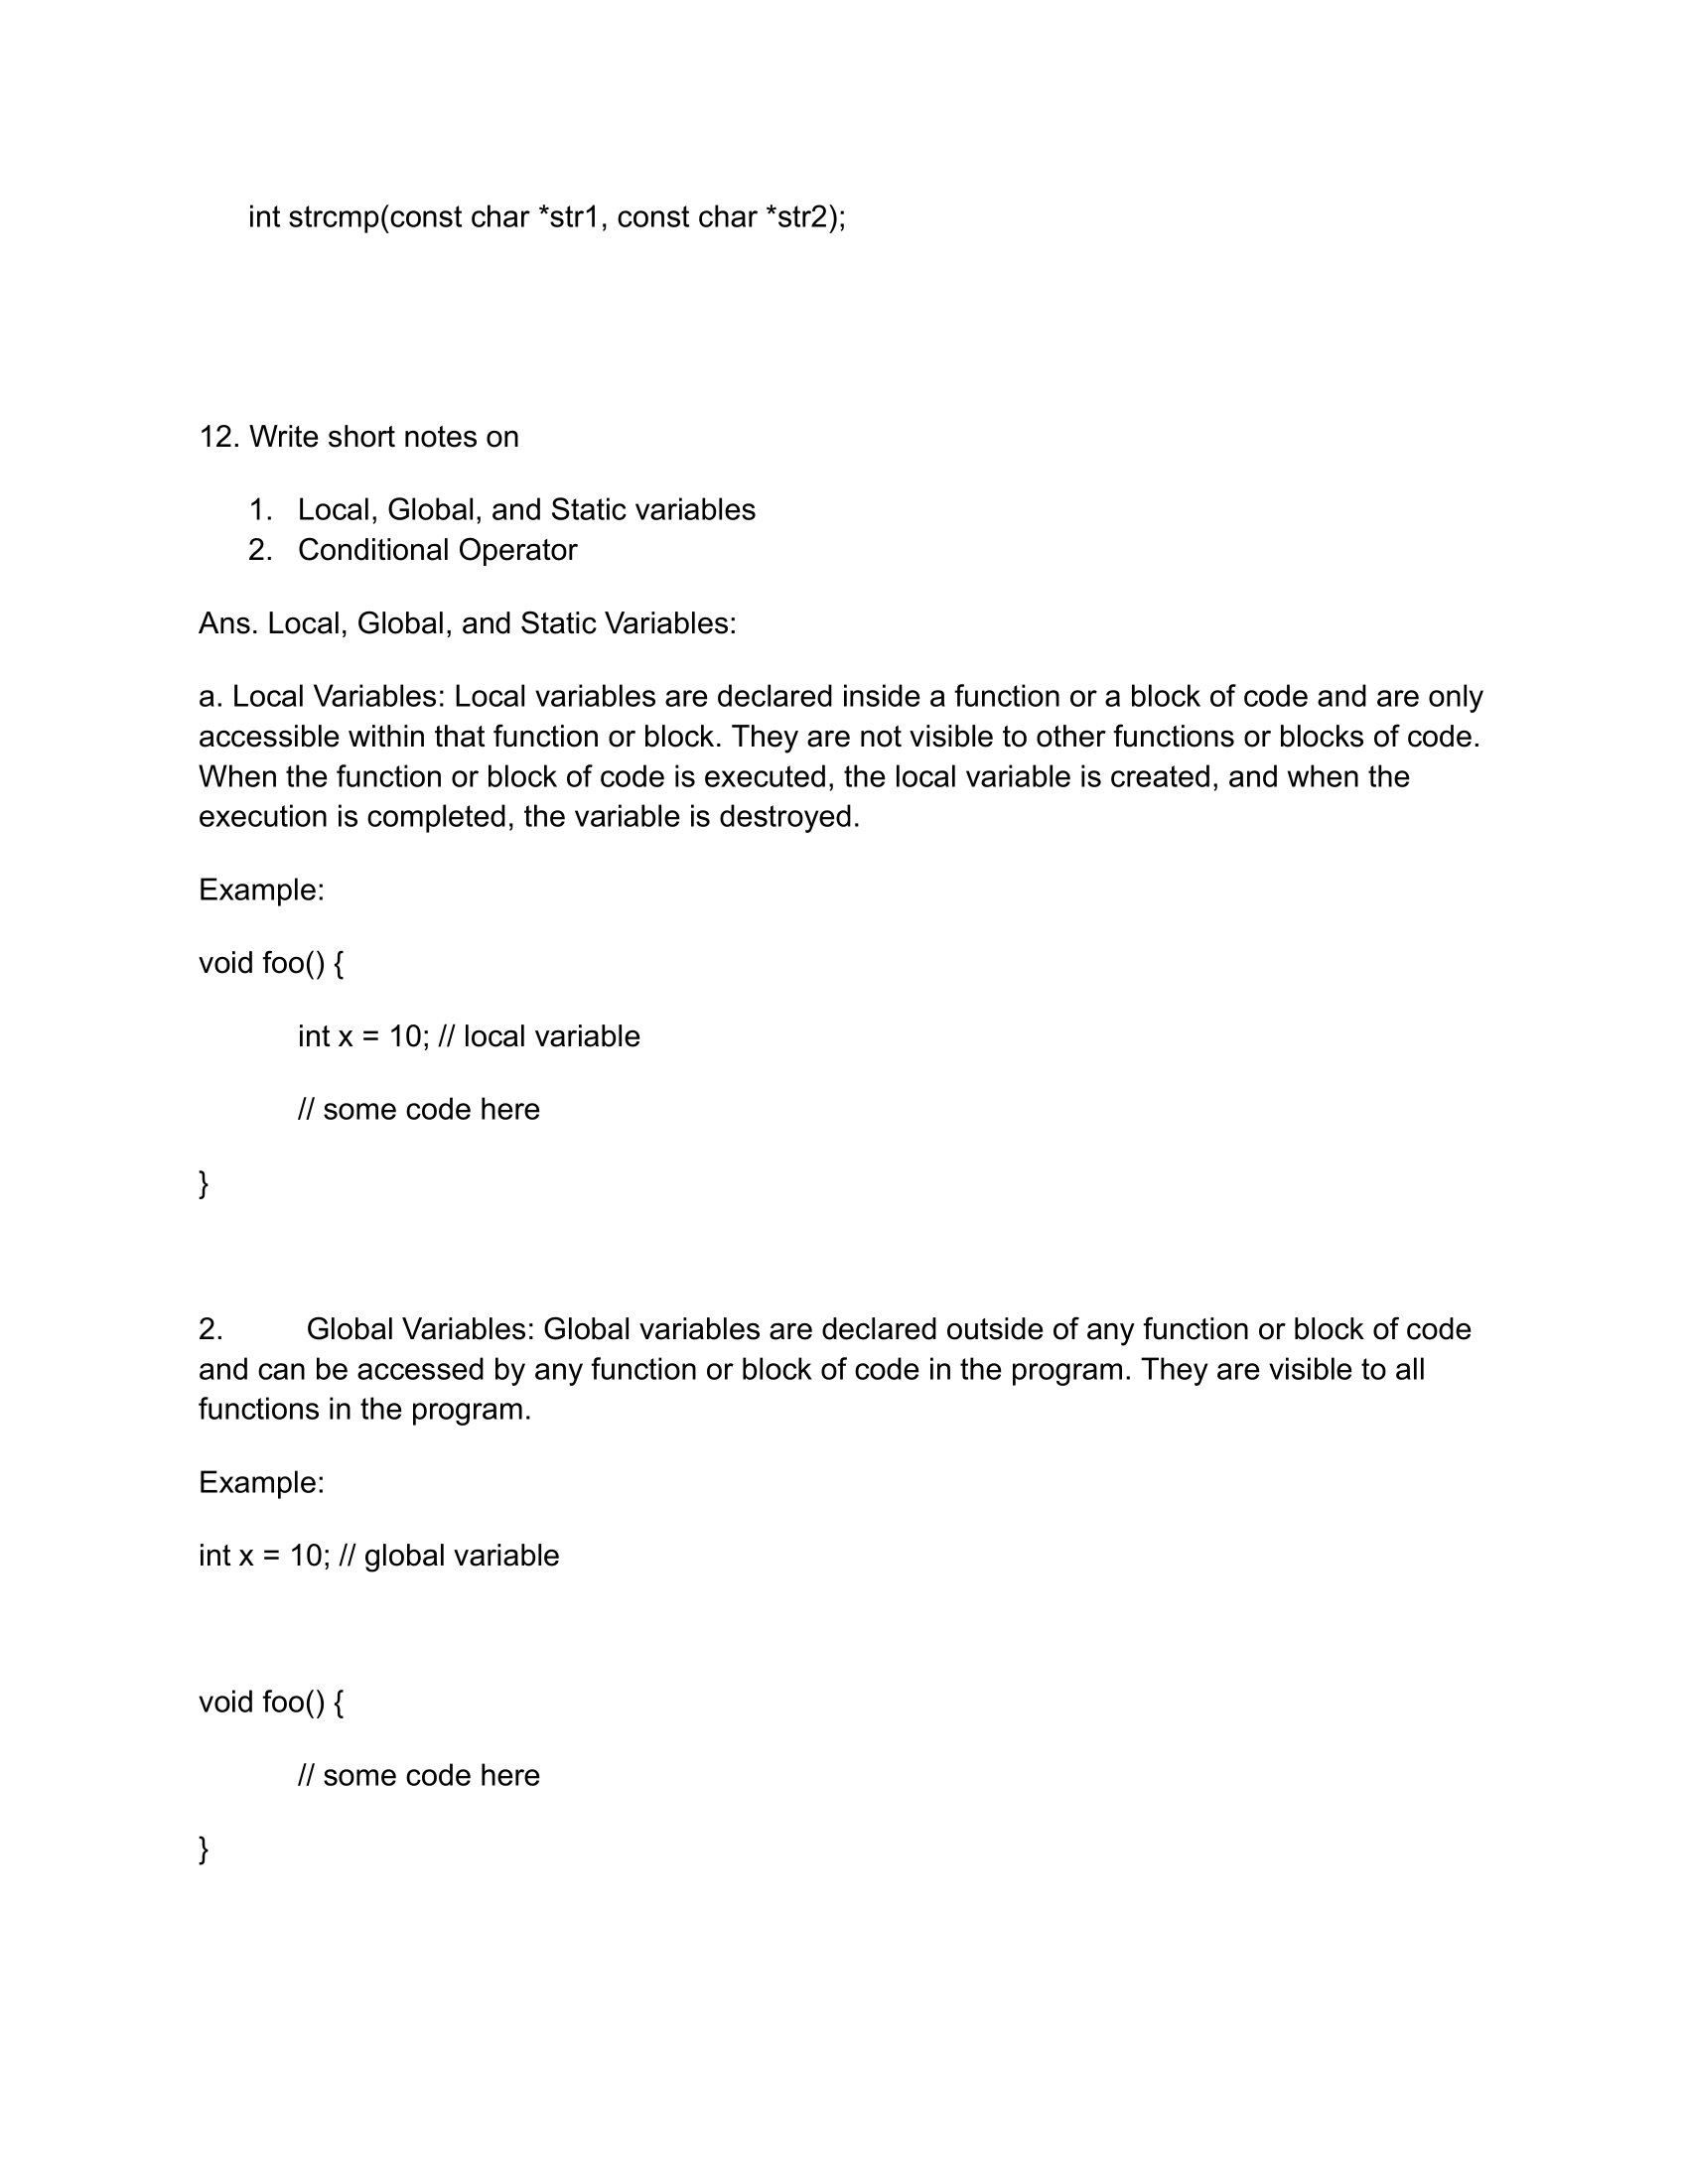 int strcmp(const char *str1, const char *str2);
12. Write short notes on
1. Local, Global, and Static variables
2. Conditional Operator
Ans. Local, Global, and Static Variables:
a. Local Variables: Local variables are declared inside a function or a block of code and are only
accessible within that function or block. They are not visible to other functions or blocks of code.
When the function or block of code is executed, the local variable is created, and when the
execution is completed, the variable is destroyed.
Example:
void foo() {
int x = 10; // local variable
// some code here
}
2. Global Variables: Global variables are declared outside of any function or block of code
and can be accessed by any function or block of code in the program. They are visible to all
functions in the program.
Example:
int x = 10; // global variable
void foo() {
// some code here
}